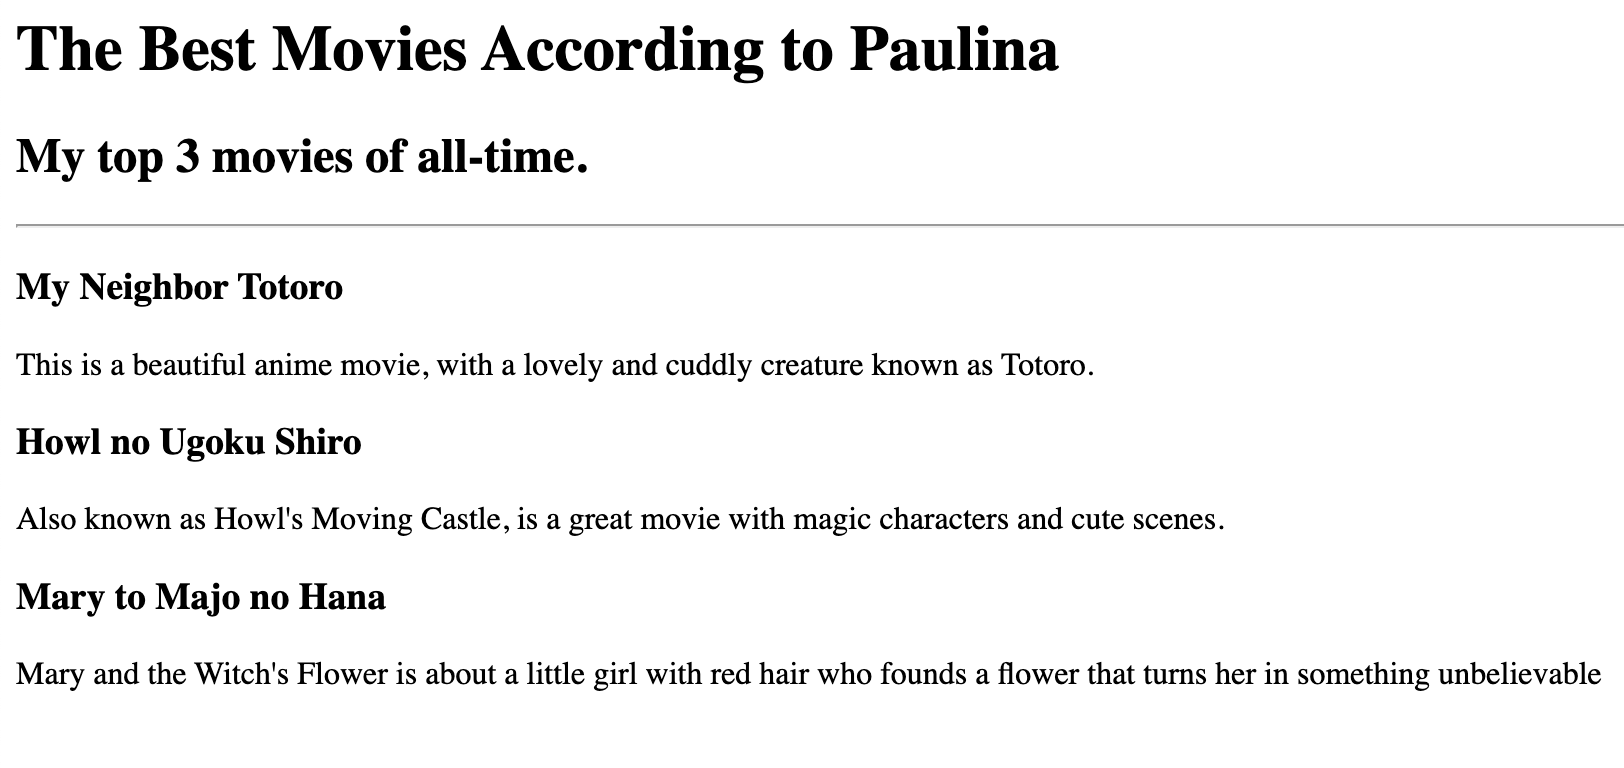 The Best Movies According to Paulina
My top 3 movies of all-time.
My Neighbor Totoro
This is a beautiful anime movie, with a lovely and cuddly creature known as Totoro.
Howl no Ugoku Shiro
Also known as Howl's Moving Castle, is a great movie with magic characters and cute scenes.
Mary to Majo no Hana
Mary and the Witch's Flower is about a little girl with red hair who founds a flower that turns her in something unbelievable